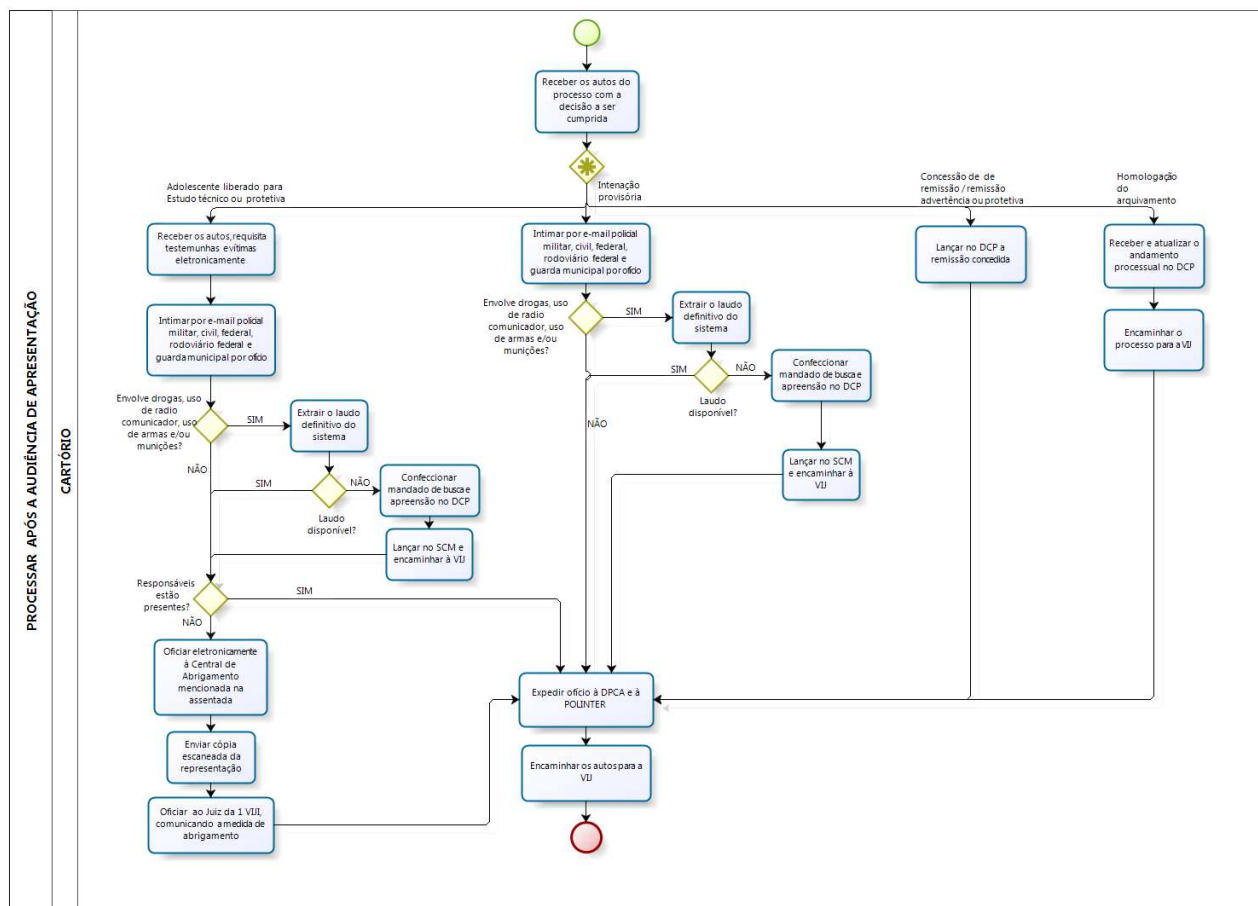 PROCESSAR APÓS A AUDIÊNCIA DE APRESENTAÇÃO
CARTÓRIO
Receber os autos do
processo com a
decisão a ser
cumprida
Adolescente liberado para
Estudo técnico ou protetiva
Intenação
provisória
Concessão de de
remissão / remissão
advertência ou protetiva
Homologação
do
arquivamento
Receber os autos, requisita
testemunhas e vítimas
eletronicamente
Intimar por e-mail policial
militar, civil, federal,
rodoviário federal e
guarda municipal por ofício
Envolve drogas, uso
de radio
comunicador, uso
de armas e/ou
munições?
SIM
Extrair o laudo
definitivo do
sistema
NÃO
SIM
Laudo
disponível?
NÃO
Confeccionar
mandado de busca e
apreensão no DCP
Lançar no SCM e
encaminhar à VIJ
Responsáveis
estão
presentes?
SIM
NÃO
Oficiar eletronicamente
à Central de
Abrigamento
mencionada na
assentada
Enviar cópia
escaneada da
representação
Oficiar ao Juiz da 1 VIJI,
comunicando a medida de
abrigamento
Intimar por e-mail policial
militar, civil, federal,
rodoviário federal e
guarda municipal por ofício
Envolve drogas, uso
de radio
comunicador, uso de
armas e/ou
munições?
SIM
Extrair o laudo
definitivo do
sistema
SIM
NÃO
Laudo
disponível?
Confeccionar
mandado de busca e
apreensão no DCP
NÃO
Lançar no SCM
e encaminhar à
VIJ
Lançar no DCP a
remissão concedida
Receber e atualizar o
andamento
processual no DCP
Encaminhar o
processo para a VIJ
Expedir ofício à DPCA e à
POLINTER
Encaminhar os autos para a
VIJ